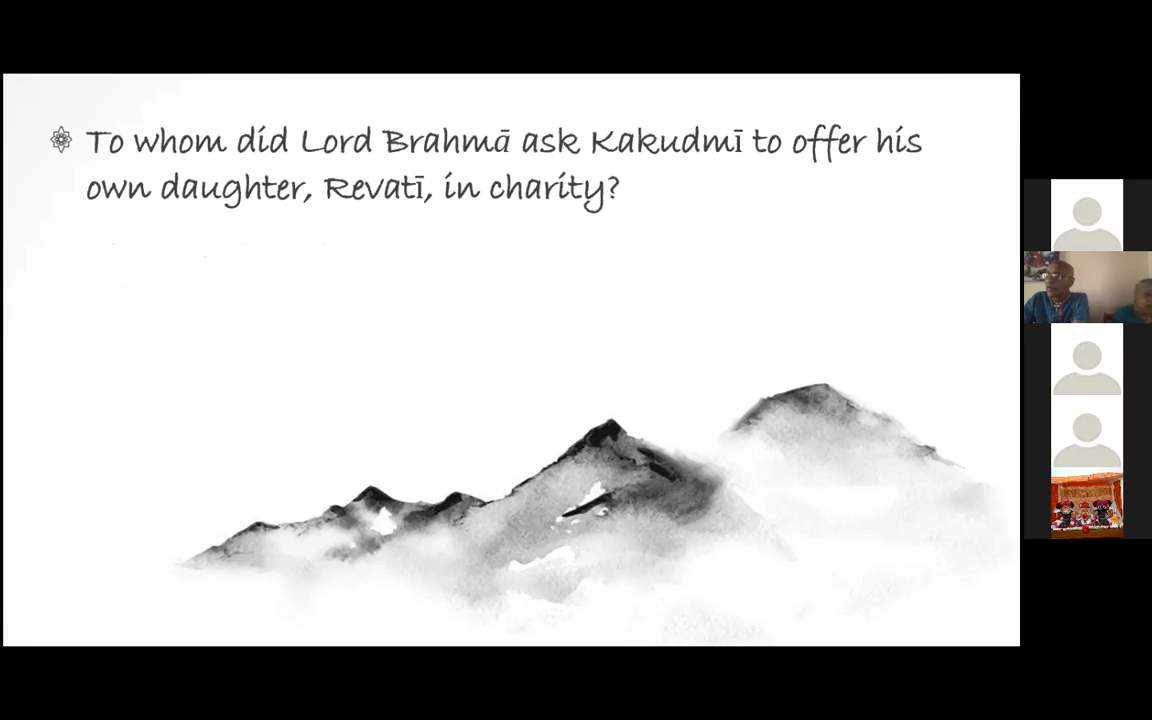 To whom did Lord Brahmā ask Kakudmī to offer his
own daughter, Revatī, in charity?